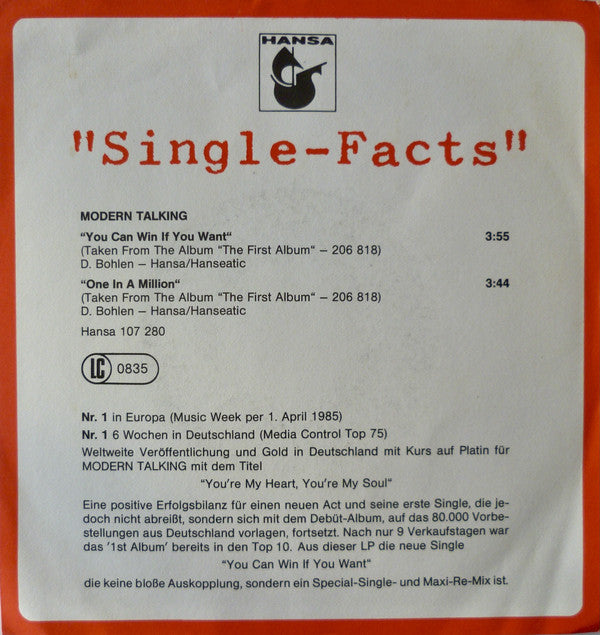 HANSA
"Single-Facts"
MODERN TALKING
“You Can Win If You Want“ 3:55
(Taken From The Album “The First Album“ – 206 818)
D. Bohlen – Hansa/Hanseatic
“One In A Million“ 3:44
(Taken From The Album “The First Album“ – 206 818)
D. Bohlen – Hansa/Hanseatic
Hansa 107 280
LC 0835
Nr. 1 in Europa (Music Week per 1. April 1985)
Nr. 1 6 Wochen in Deutschland (Media Control Top 75)
Weltweite Veröffentlichung und Gold in Deutschland mit Kurs auf Platin für
MODERN TALKING mit dem Titel
“You're My Heart, You're My Soul“
Eine positive Erfolgsbilanz für einen neuen Act und seine erste Single, die je-
doch nicht abreißt, sondern sich mit dem Debüt-Album, auf das 80.000 Vorbe-
stellungen aus Deutschland vorlagen, fortsetzt. Nach nur 9 Verkaufstagen war
das '1st Album' bereits in den Top 10. Aus dieser LP die neue Single
“You Can Win If You Want“
die keine bloße Auskopplung, sondern ein Special-Single- und Maxi-Re-Mix ist.